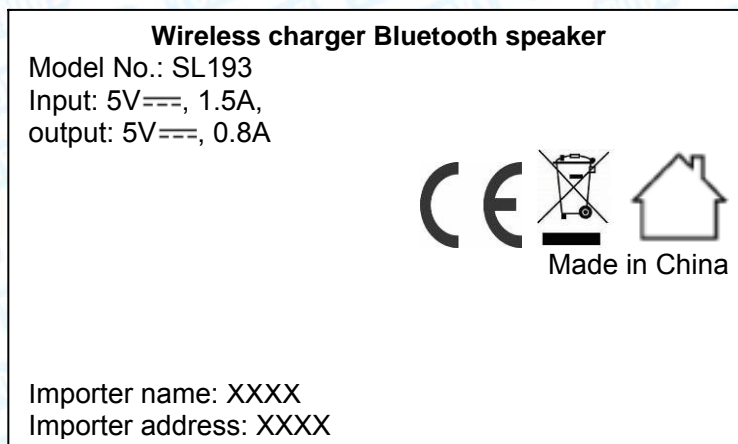 Wireless charger Bluetooth speaker
Model No.: SL193
Input: 5V⎓, 1.5A,
output: 5V⎓, 0.8A
CE
Made in China
Importer name: XXXX
Importer address: XXXX